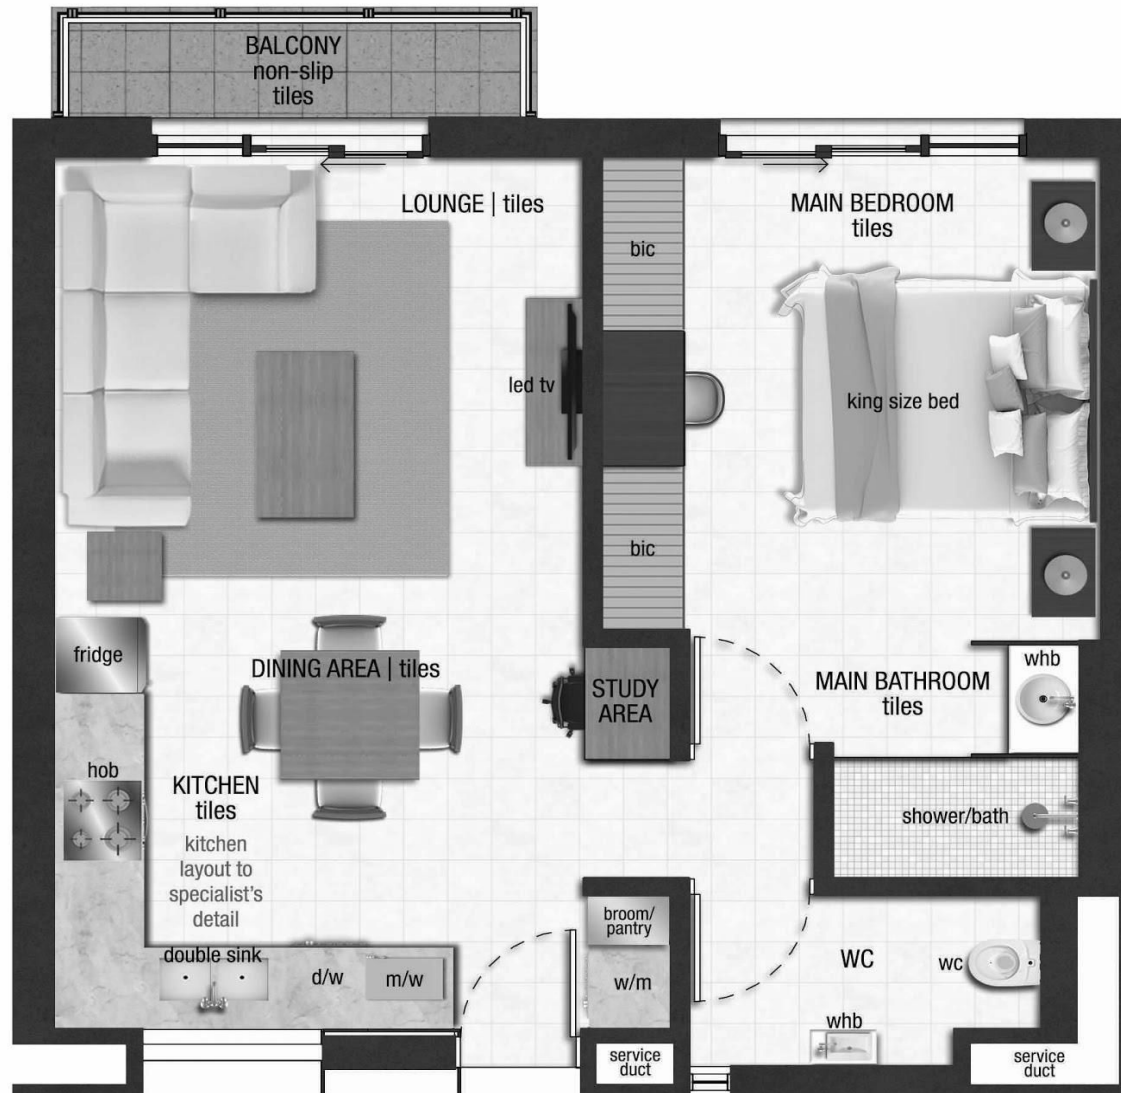 BALCONY
non-slip
tiles
LOUNGE | tiles
MAIN BEDROOM
tiles
bic
led tv
king size bed
bic
fridge
DINING AREA | tiles
STUDY
AREA
MAIN BATHROOM
tiles
whb
hob
KITCHEN
tiles
kitchen
layout to
specialist's
detail
shower/bath
double sink
d/w
m/w
broom/
pantry
w/m
WC
wc
whb
service
duct
service
duct